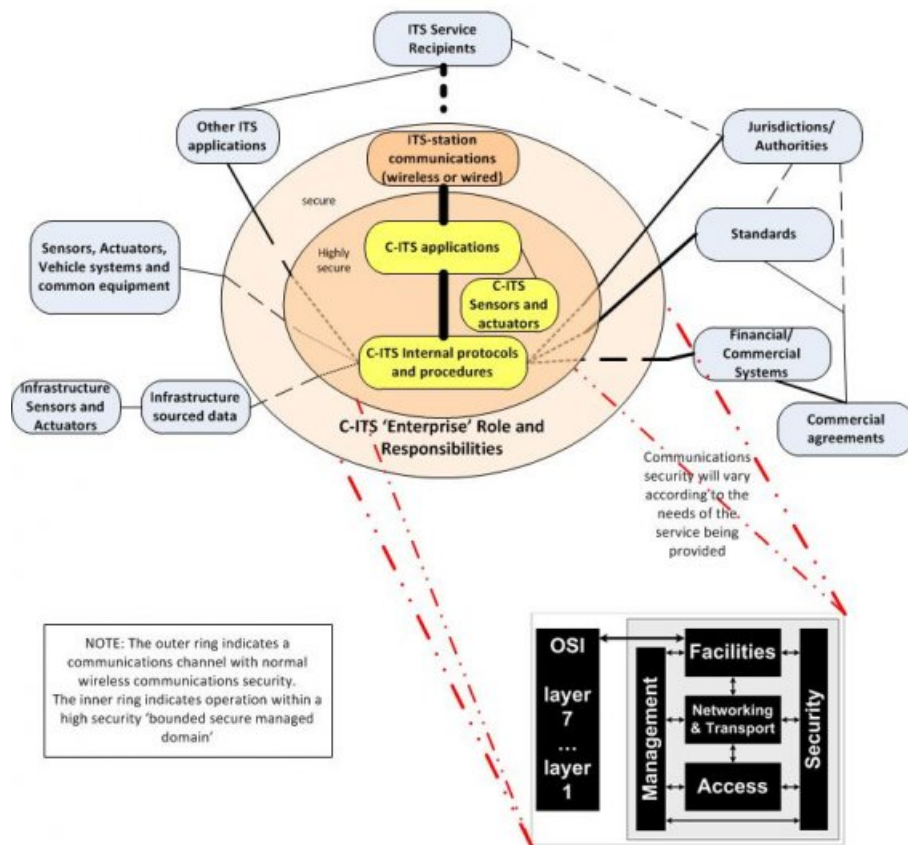 ITS Service
Recipients
Other ITS
applications
ITS-station
communications
(wireless or wired)
Jurisdictions/
Authorities
secure
Highly
secure
C-ITS applications
Standards
Sensors, Actuators,
Vehicle systems and
common equipment
C-ITS
Sensors and
actuators
C-ITS Internal protocols
and procedures
Financial/
Commercial
Systems
Infrastructure
Sensors and
Actuators
Infrastructure
sourced data
Commercial
agreements
C-ITS 'Enterprise' Role and
Responsibilities
Communications
security will vary
according to the
needs of the
service being
provided
NOTE: The outer ring indicates a
communications channel with normal
wireless communications security.
The inner ring indicates operation within a
high security 'bounded secure managed
domain'
OSI
layer
7
...
layer
1
Management
Facilities
Networking
& Transport
Access
Security